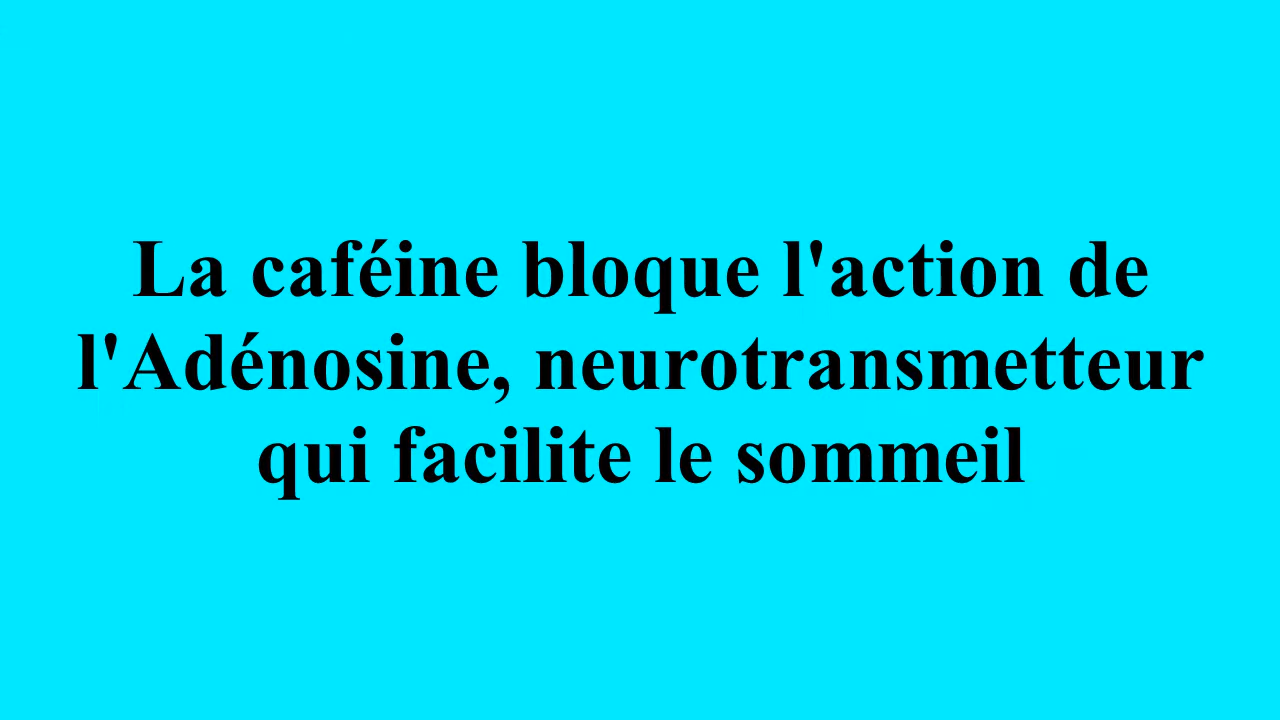 La caféine bloque l'action de
l'Adénosine, neurotransmetteur
qui facilite le sommeil